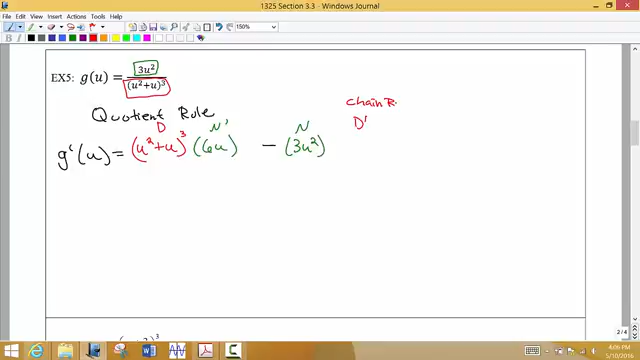 1325 Section 3.3 - Windows Journal
File Edit View Insert Actions Tools Help
150%
EX5: g(u) = 3u² / (u²+u)³
Quotient Rule
Chain R
D N' N D'
g'(u) = (u²+u)³ (6u) − (3u²)
2 / 4
4:06 PM
5/10/2016